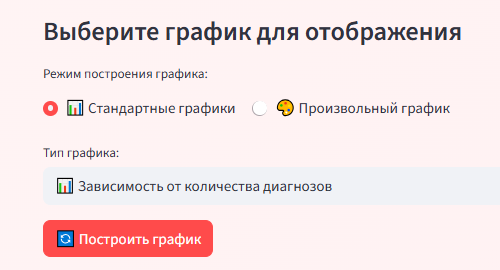 Выберите график для отображения
Режим построения графика:
📊 Стандартные графики 🎨 Произвольный график
Тип графика:
📊 Зависимость от количества диагнозов
🔄 Построить график